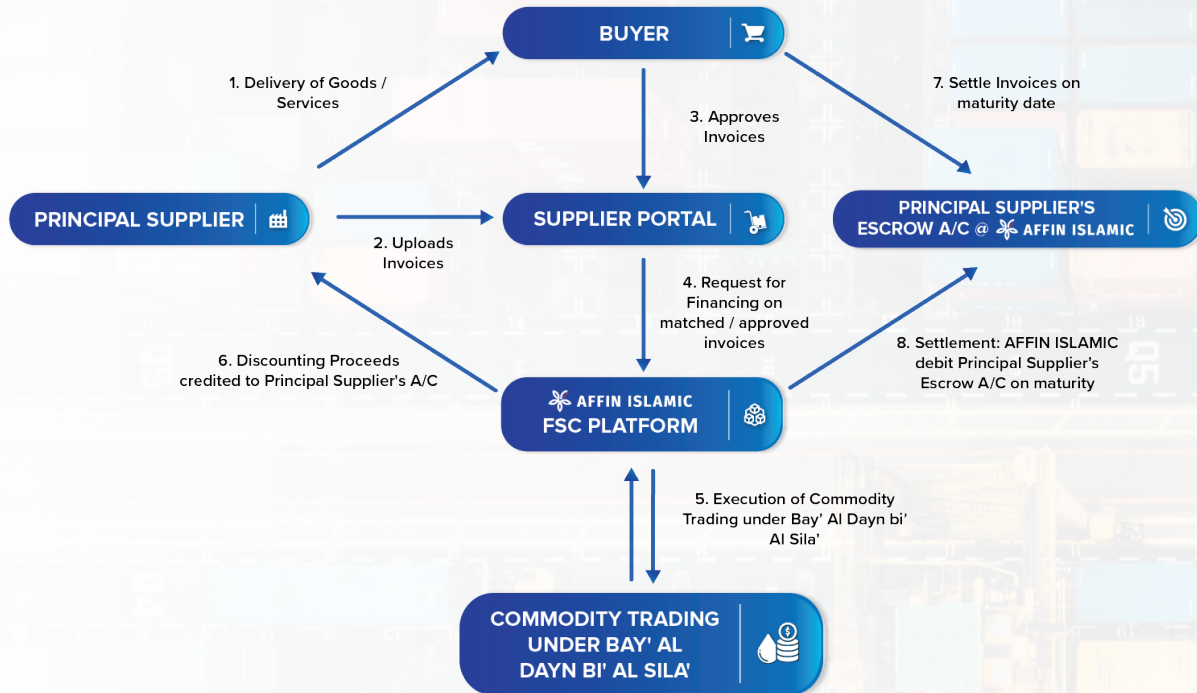 BUYER
1. Delivery of Goods /
Services
7. Settle Invoices on
maturity date
3. Approves
Invoices
PRINCIPAL SUPPLIER
SUPPLIER PORTAL
PRINCIPAL SUPPLIER'S
ESCROW A/C @ AFFIN ISLAMIC
2. Uploads
Invoices
4. Request for
Financing on
matched / approved
invoices
6. Discounting Proceeds
credited to Principal Supplier's A/C
8. Settlement: AFFIN ISLAMIC
debit Principal Supplier’s
Escrow A/C on maturity
AFFIN ISLAMIC
FSC PLATFORM
5. Execution of Commodity
Trading under Bay’ Al Dayn bi’
Al Sila’
COMMODITY TRADING
UNDER BAY' AL
DAYN BI' AL SILA'
$
Q5